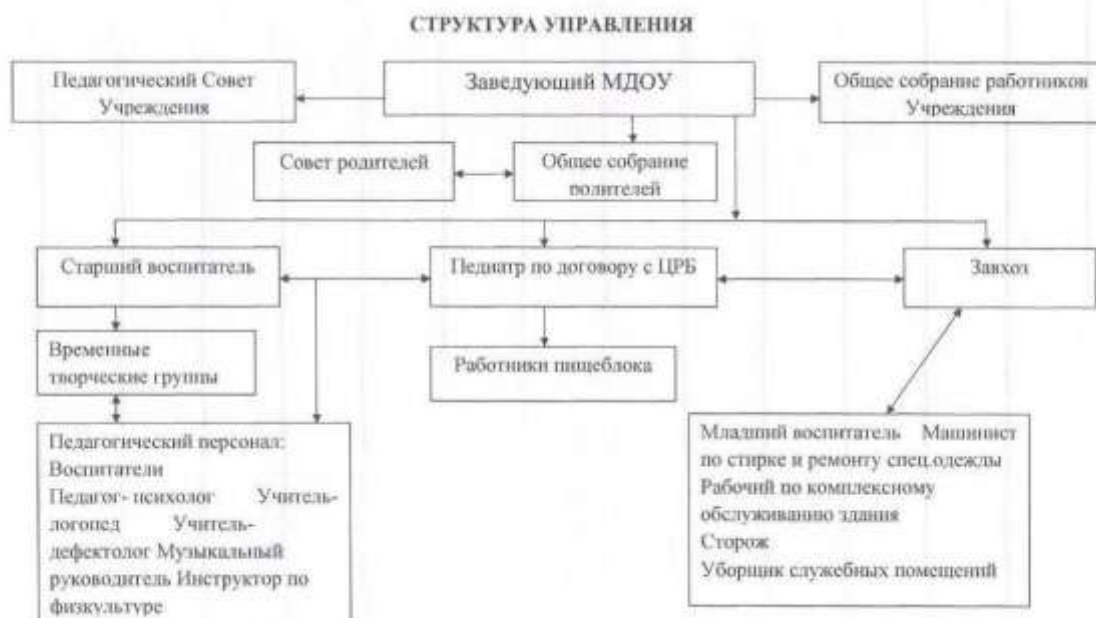 СТРУКТУРА УПРАВЛЕНИЯ
Педагогический Совет
Учреждения
Заведующий МДОУ
Общее собрание работников
Учреждения
Совет родителей
Общее собрание
родителей
Старший воспитатель
Педиатр по договору с ЦРБ
Завхоз
Временные
творческие группы
Работники пищеблока
Педагогический персонал:
Воспитатели
Педагог- психолог Учитель-
логопед Учитель-
дефектолог Музыкальный
руководитель Инструктор по
физкультуре
Младший воспитатель Машинист
по стирке и ремонту спец.одежды
Рабочий по комплексному
обслуживанию здания
Сторож
Уборщик служебных помещений